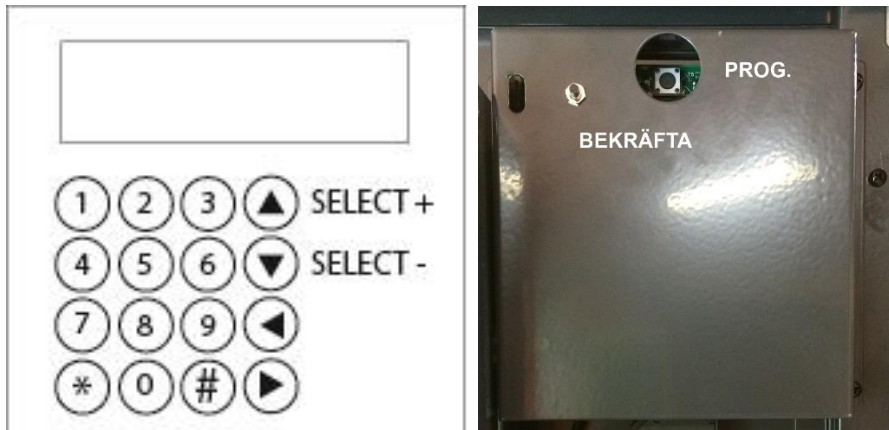 1 2 3 ▲ SELECT +
4 5 6 ▼ SELECT -
7 8 9 ◀
* 0 # ▶
PROG.
BEKRÄFTA